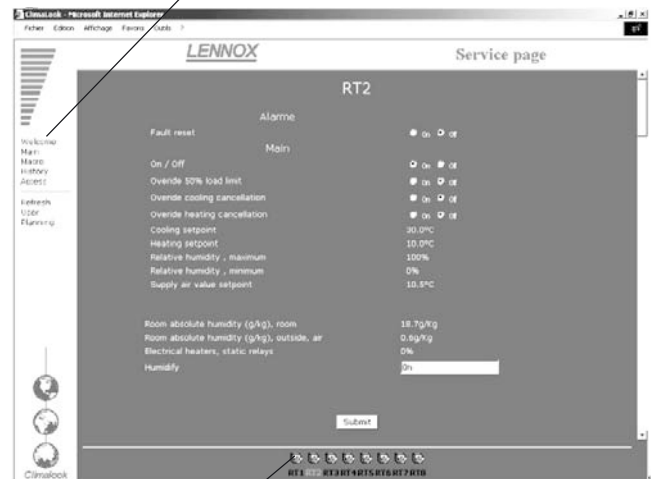 ClimaLook - Microsoft Internet Explorer
Fichier Edition Affichage Favoris Outils ?
LENNOX
Service page
RT2
Alarme
Fault reset On Off
Main
On / Off On Off
Overide 50% load limit On Off
Overide cooling cancellation On Off
Overide heating cancellation On Off
Cooling setpoint 30.0ºC
Heating setpoint 10.0ºC
Relative humidity , maximum 100%
Relative humidity , minimum 0%
Supply air value setpoint 10.5ºC
Room absolute humidity (g/kg), room 18.7g/Kg
Room absolute humidity (g/kg), outside, air 0.6g/Kg
Electrical heaters, static relays 0%
Humidify On
Submit
Welcome
Main
Macro
History
Access
Refresh
User
Planning
Climalook
RT1 RT2 RT3 RT4 RT5 RT6 RT7 RT8